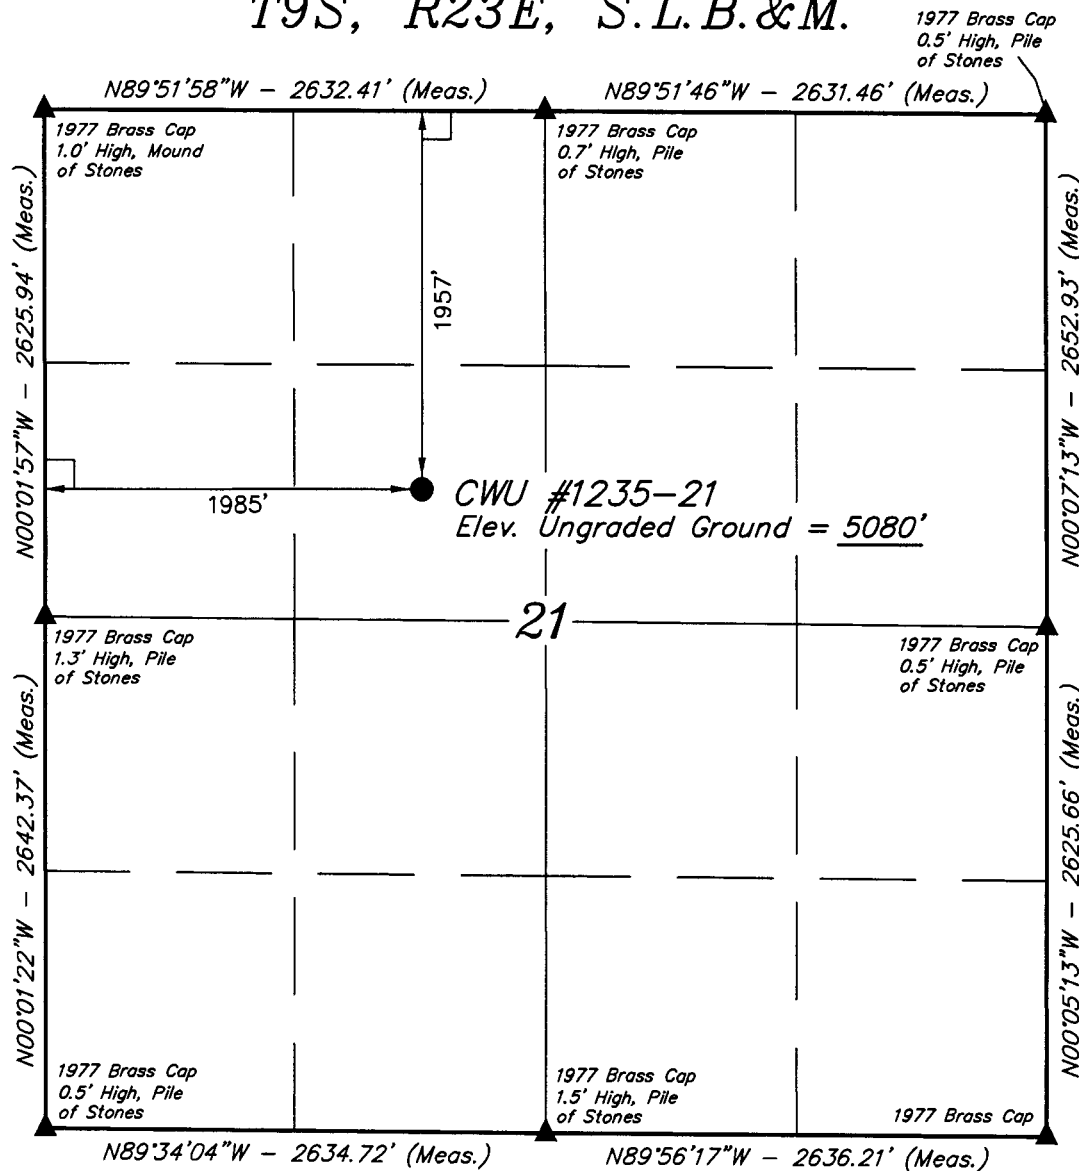 T9S, R23E, S.L.B.&M.
1977 Brass Cap
0.5' High, Pile
of Stones
N89°51'58"W - 2632.41' (Meas.)
N89°51'46"W - 2631.46' (Meas.)
1977 Brass Cap
1.0' High, Mound
of Stones
1977 Brass Cap
0.7' High, Pile
of Stones
N00°01'57"W - 2625.94' (Meas.)
1957'
N00°07'13"W - 2652.93' (Meas.)
1985'
CWU #1235-21
Elev. Ungraded Ground = 5080'
21
1977 Brass Cap
1.3' High, Pile
of Stones
1977 Brass Cap
0.5' High, Pile
of Stones
N00°01'22"W - 2642.37' (Meas.)
N00°05'13"W - 2625.66' (Meas.)
1977 Brass Cap
0.5' High, Pile
of Stones
1977 Brass Cap
1.5' High, Pile
of Stones
1977 Brass Cap
N89°34'04"W - 2634.72' (Meas.)
N89°56'17"W - 2636.21' (Meas.)